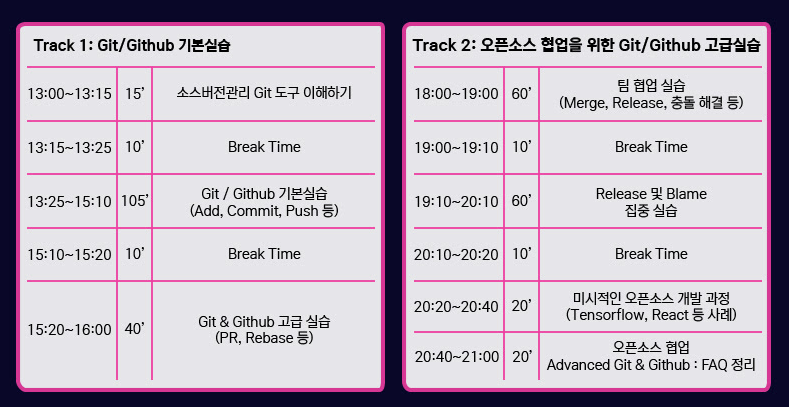 Track 1: Git/Github 기본실습
13:00~13:15 15’ 소스버전관리 Git 도구 이해하기
13:15~13:25 10’ Break Time
13:25~15:10 105’ Git / Github 기본실습
(Add, Commit, Push 등)
15:10~15:20 10’ Break Time
15:20~16:00 40’ Git & Github 고급 실습
(PR, Rebase 등)
Track 2: 오픈소스 협업을 위한 Git/Github 고급실습
18:00~19:00 60’ 팀 협업 실습
(Merge, Release, 충돌 해결 등)
19:00~19:10 10’ Break Time
19:10~20:10 60’ Release 및 Blame
집중 실습
20:10~20:20 10’ Break Time
20:20~20:40 20’ 미시적인 오픈소스 개발 과정
(Tensorflow, React 등 사례)
20:40~21:00 20’ 오픈소스 협업
Advanced Git & Github : FAQ 정리